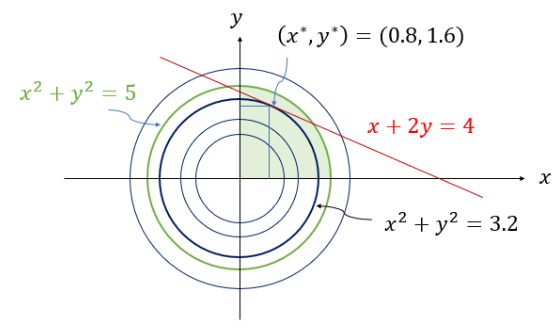 y
(x*, y*) = (0.8, 1.6)
x² + y² = 5
x + 2y = 4
x
x² + y² = 3.2